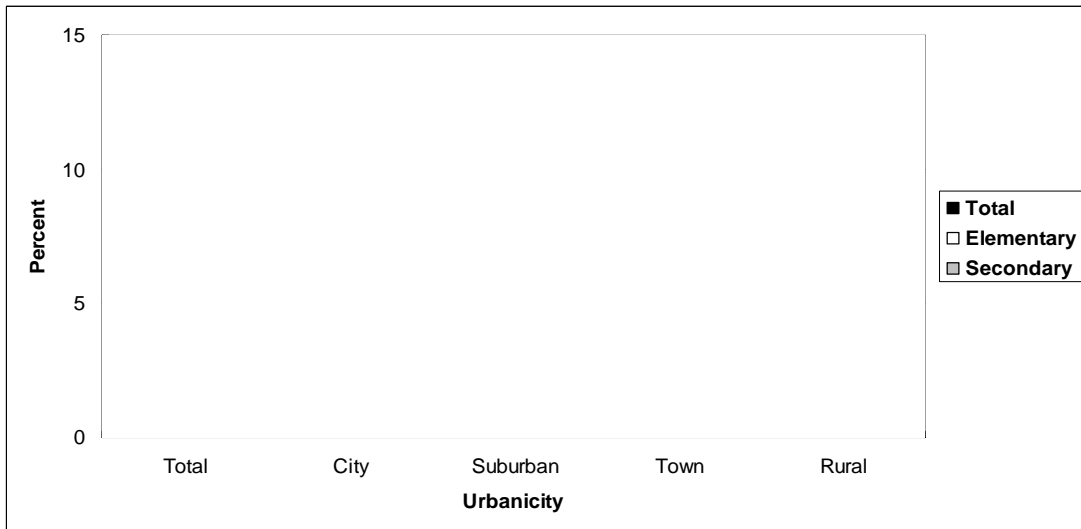 15
10
5
0
Percent
Total
City
Suburban
Town
Rural
Urbanicity
Total
Elementary
Secondary